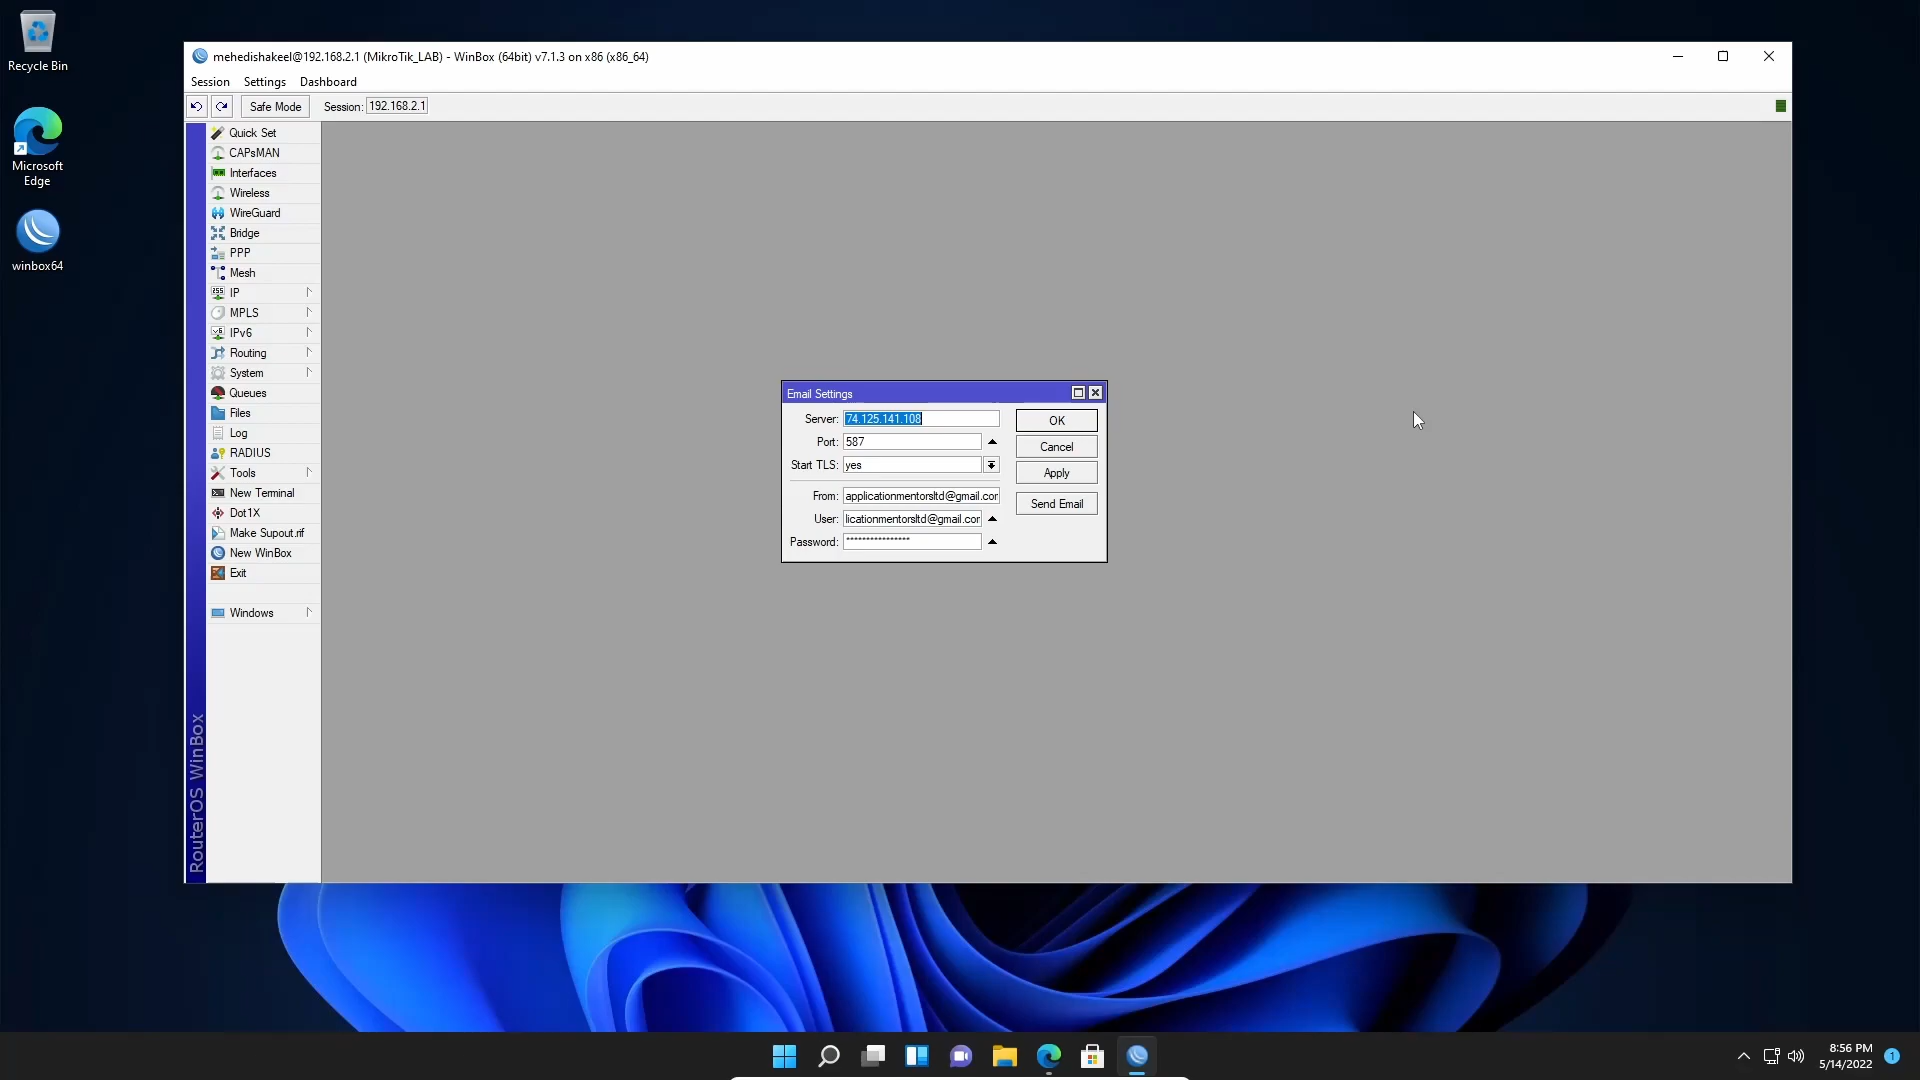 Recycle Bin
Microsoft
Edge
winbox64
mehedishakeel@192.168.2.1 (MikroTik_LAB) - WinBox (64bit) v7.1.3 on x86 (x86_64)
Session Settings Dashboard
Safe Mode Session: 192.168.2.1
Quick Set
CAPsMAN
Interfaces
Wireless
WireGuard
Bridge
PPP
Mesh
IP
MPLS
IPv6
Routing
System
Queues
Files
Log
RADIUS
Tools
New Terminal
Dot1X
Make Supout.rif
New WinBox
Exit
Windows
RouterOS WinBox
Email Settings
Server: 74.125.141.108
Port: 587
Start TLS: yes
From: applicationmentorsltd@gmail.cor
User: licationmentorsltd@gmail.cor
Password: ****************
OK
Cancel
Apply
Send Email
8:56 PM
5/14/2022
1